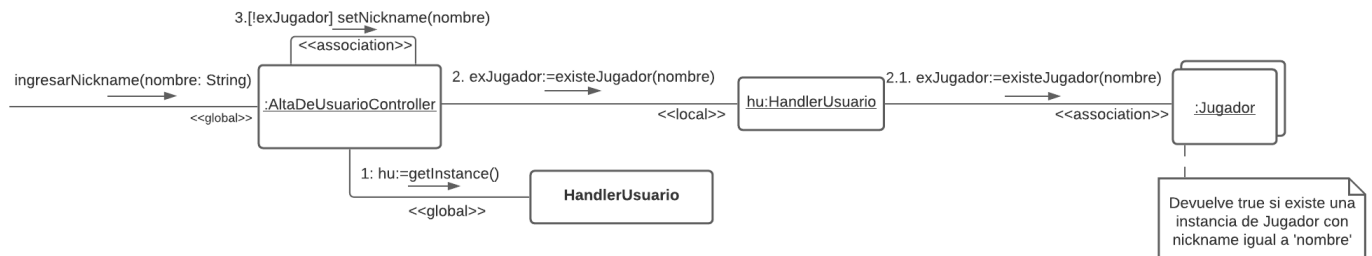 3.[!exJugador] setNickname(nombre)
<<association>>
ingresarNickname(nombre: String)
<<global>>
:AltaDeUsuarioController
2. exJugador:=existeJugador(nombre)
<<local>>
hu:HandlerUsuario
2.1. exJugador:=existeJugador(nombre)
<<association>>
:Jugador
1: hu:=getInstance()
<<global>>
HandlerUsuario
Devuelve true si existe una
instancia de Jugador con
nickname igual a 'nombre'